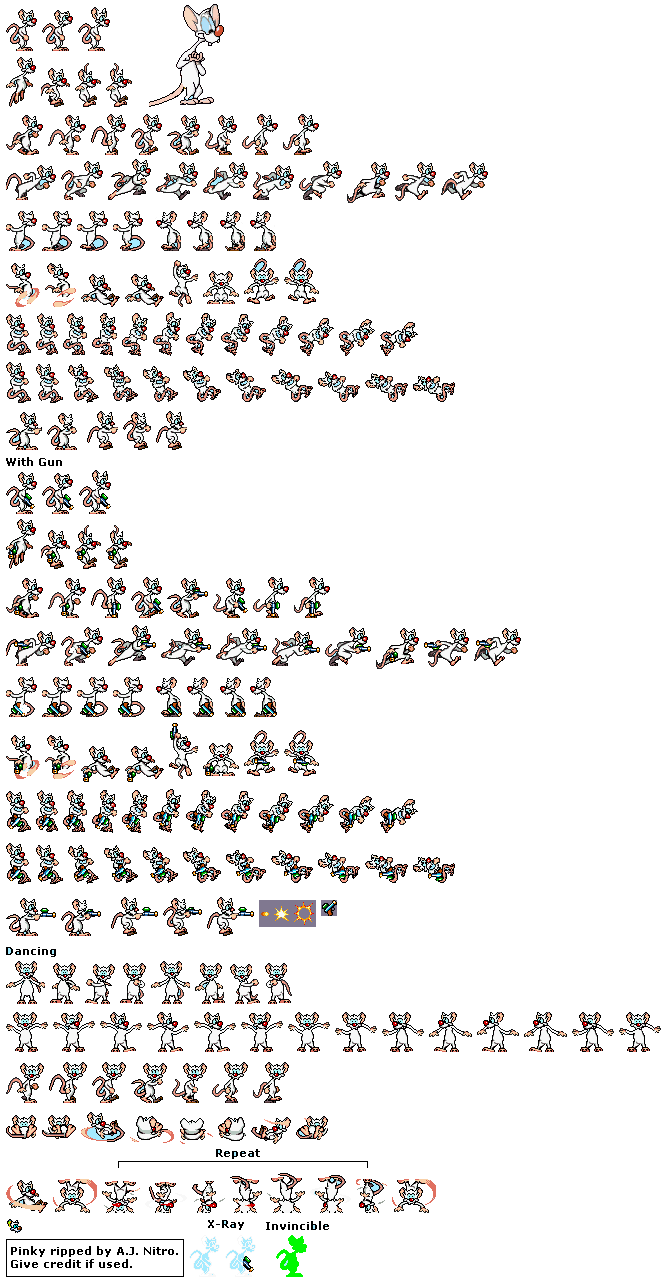 With Gun
Dancing
Repeat
X-Ray
Invincible
Pinky ripped by A.J. Nitro.
Give credit if used.